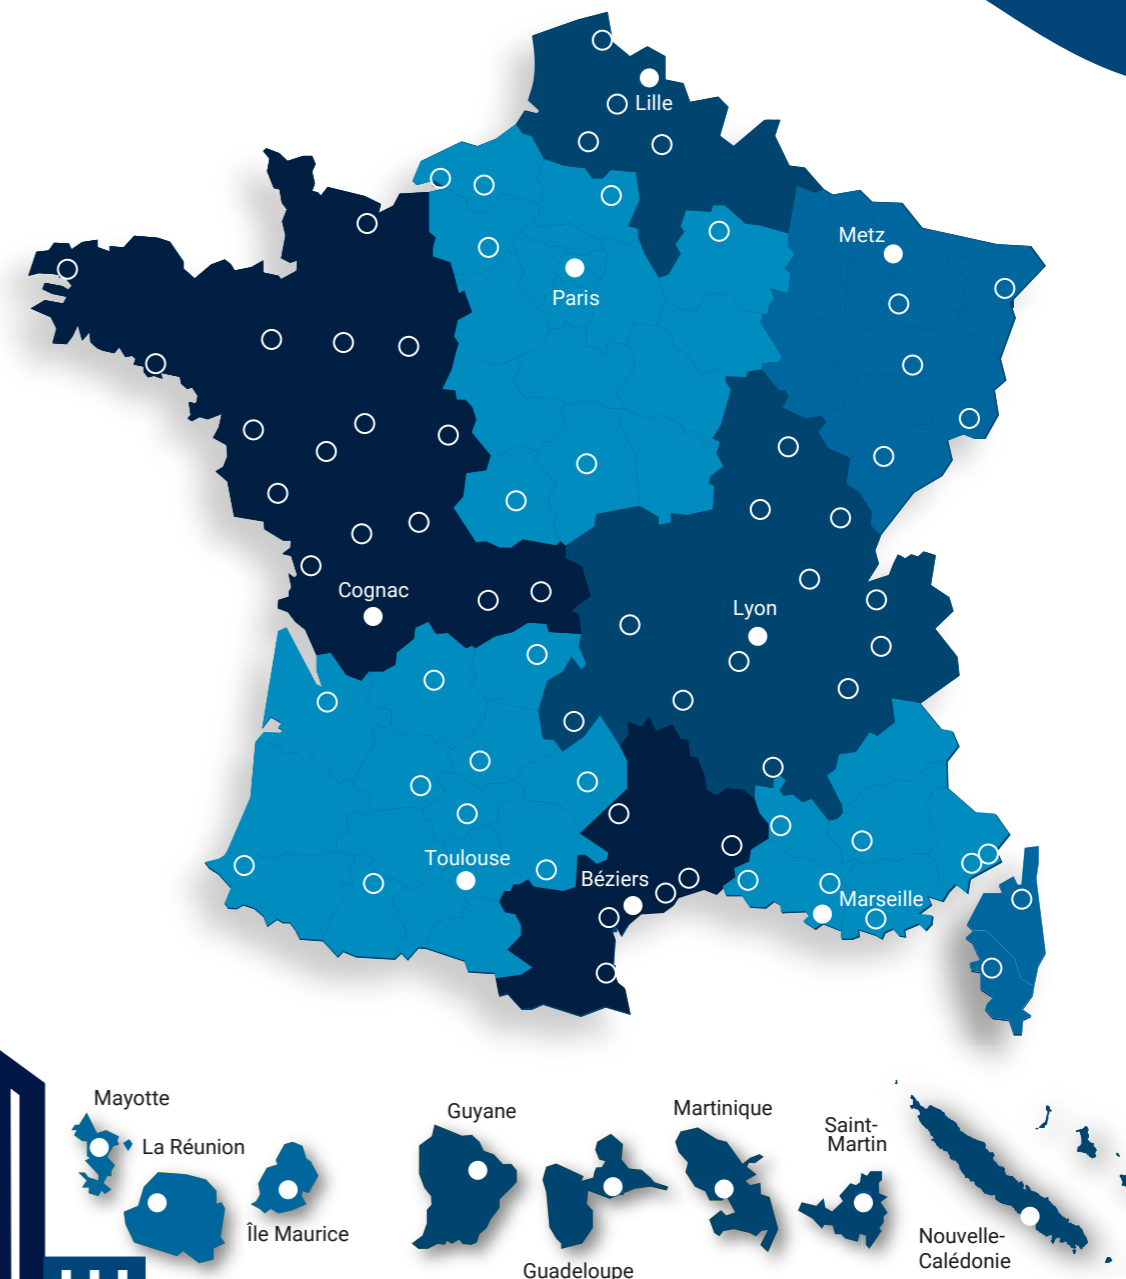 Lille
Metz
Paris
Cognac
Lyon
Toulouse
Béziers
Marseille
Mayotte
La Réunion
Île Maurice
Guyane
Guadeloupe
Martinique
Saint-
Martin
Nouvelle-
Calédonie